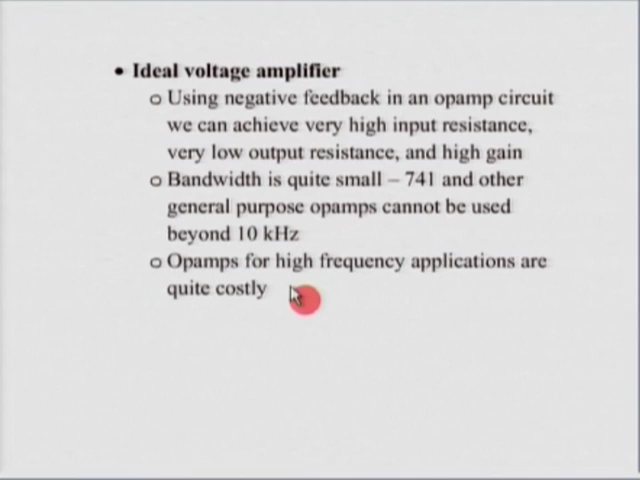 • Ideal voltage amplifier
o Using negative feedback in an opamp circuit
we can achieve very high input resistance,
very low output resistance, and high gain
o Bandwidth is quite small – 741 and other
general purpose opamps cannot be used
beyond 10 kHz
o Opamps for high frequency applications are
quite costly